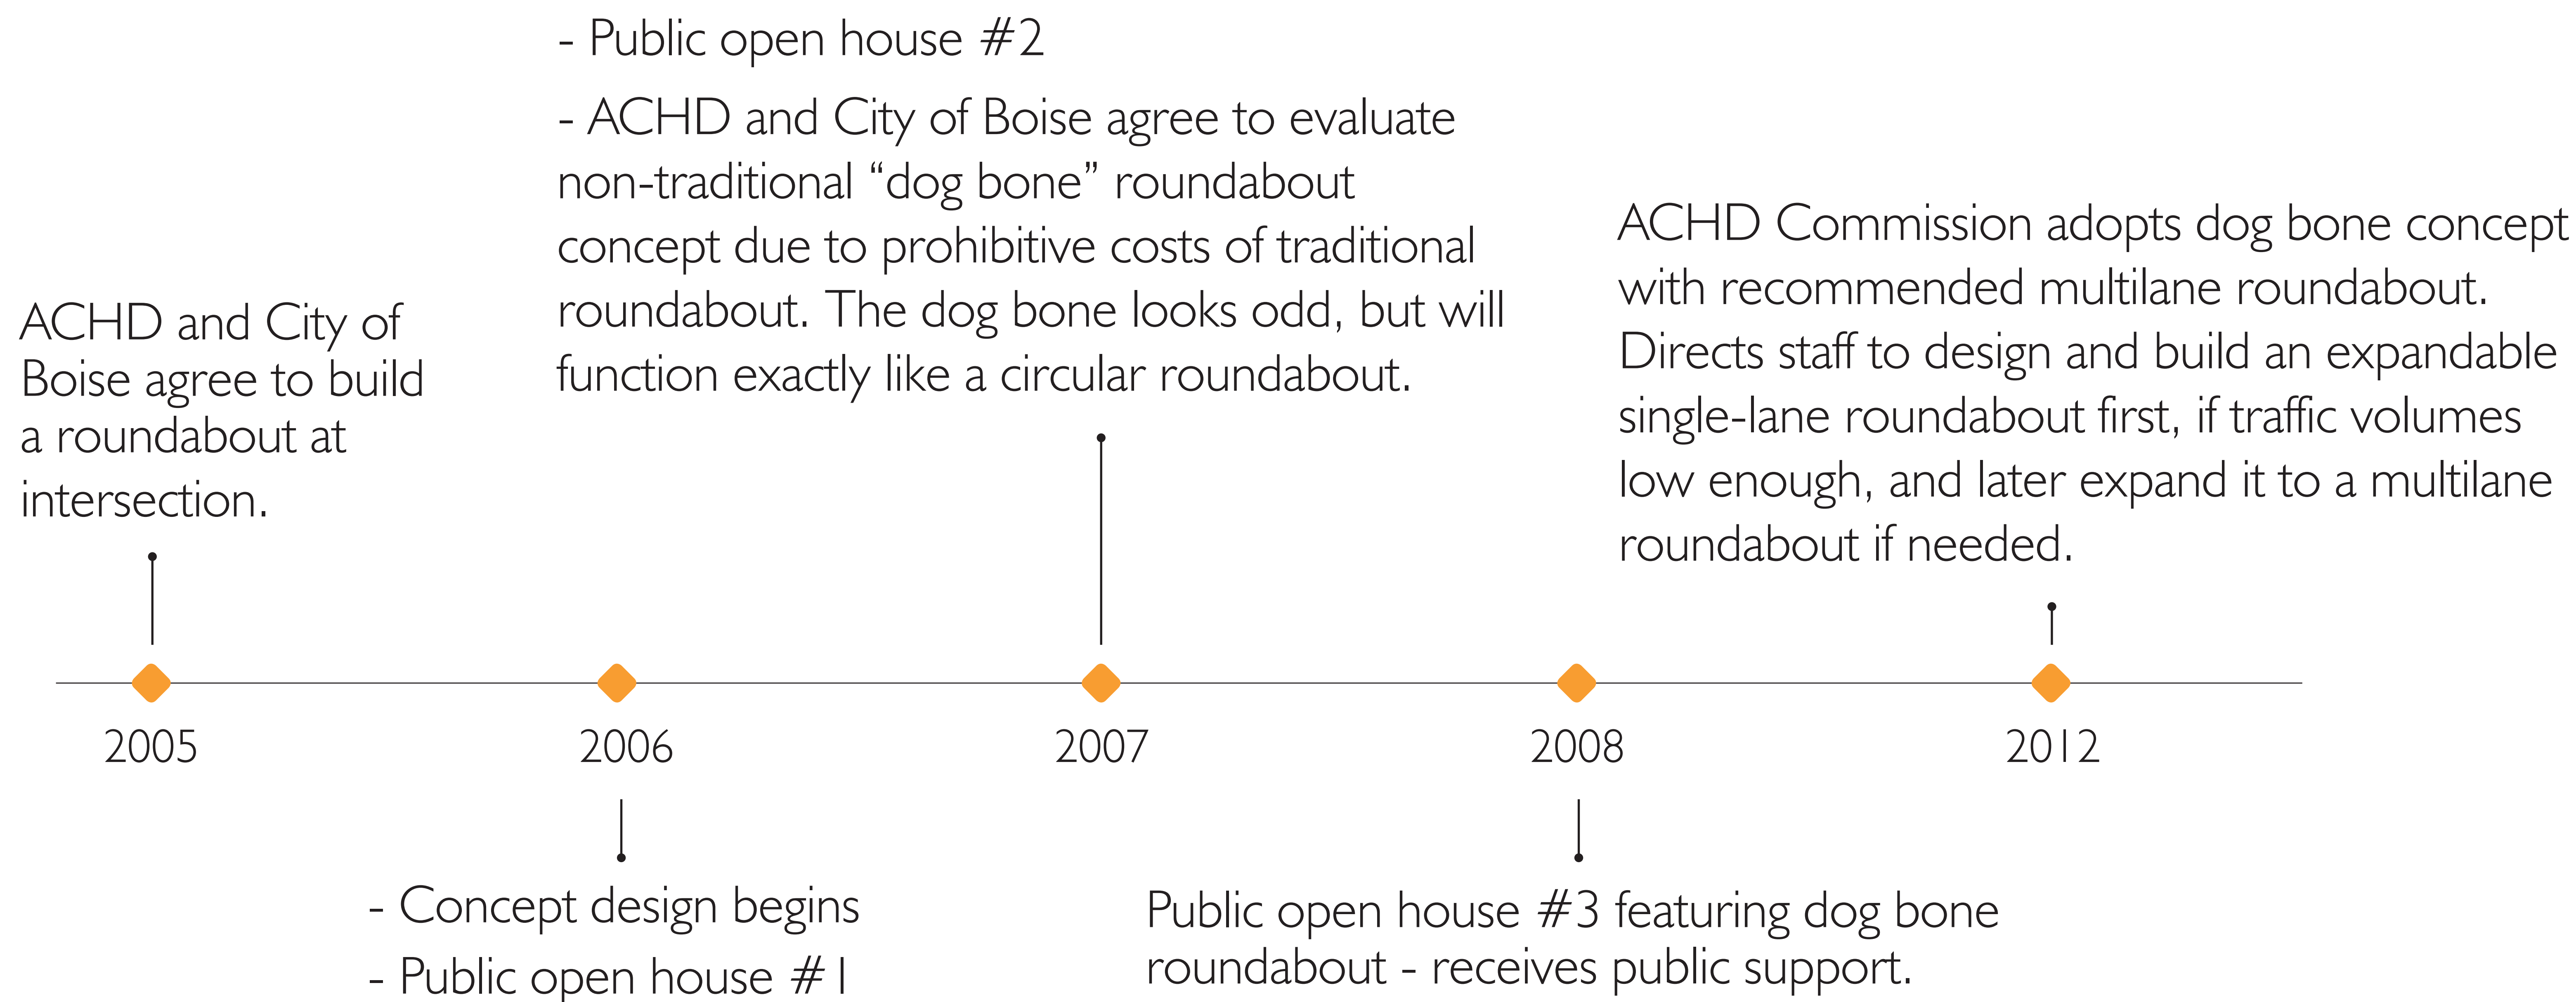 ACHD and City of
Boise agree to build
a roundabout at
intersection.
- Public open house #2
- ACHD and City of Boise agree to evaluate
non-traditional “dog bone” roundabout
concept due to prohibitive costs of traditional
roundabout. The dog bone looks odd, but will
function exactly like a circular roundabout.
ACHD Commission adopts dog bone concept
with recommended multilane roundabout.
Directs staff to design and build an expandable
single-lane roundabout first, if traffic volumes
low enough, and later expand it to a multilane
roundabout if needed.
2005
2006
2007
2008
2012
- Concept design begins
- Public open house #1
Public open house #3 featuring dog bone
roundabout - receives public support.